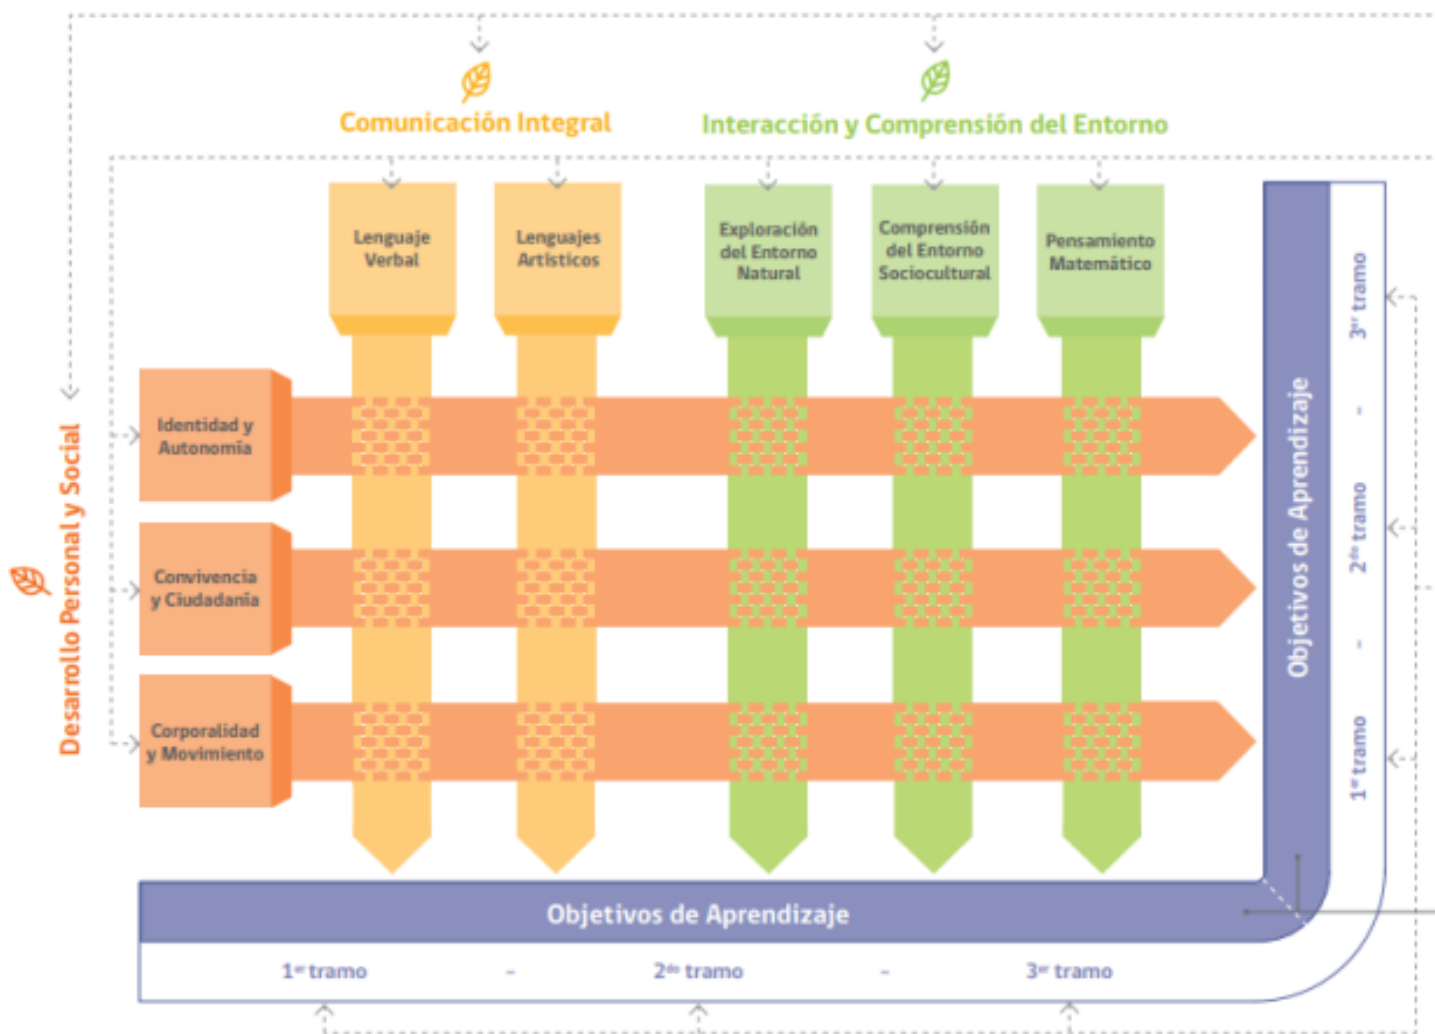 Comunicación Integral
Interacción y Comprensión del Entorno
Lenguaje
Verbal
Lenguajes
Artísticos
Exploración
del Entorno
Natural
Comprensión
del Entorno
Sociocultural
Pensamiento
Matemático
Desarrollo Personal y Social
Identidad y
Autonomía
Convivencia
y Ciudadanía
Corporalidad
y Movimiento
Objetivos de Aprendizaje
1er tramo - 2do tramo - 3er tramo
Objetivos de Aprendizaje
1er tramo - 2do tramo - 3er tramo